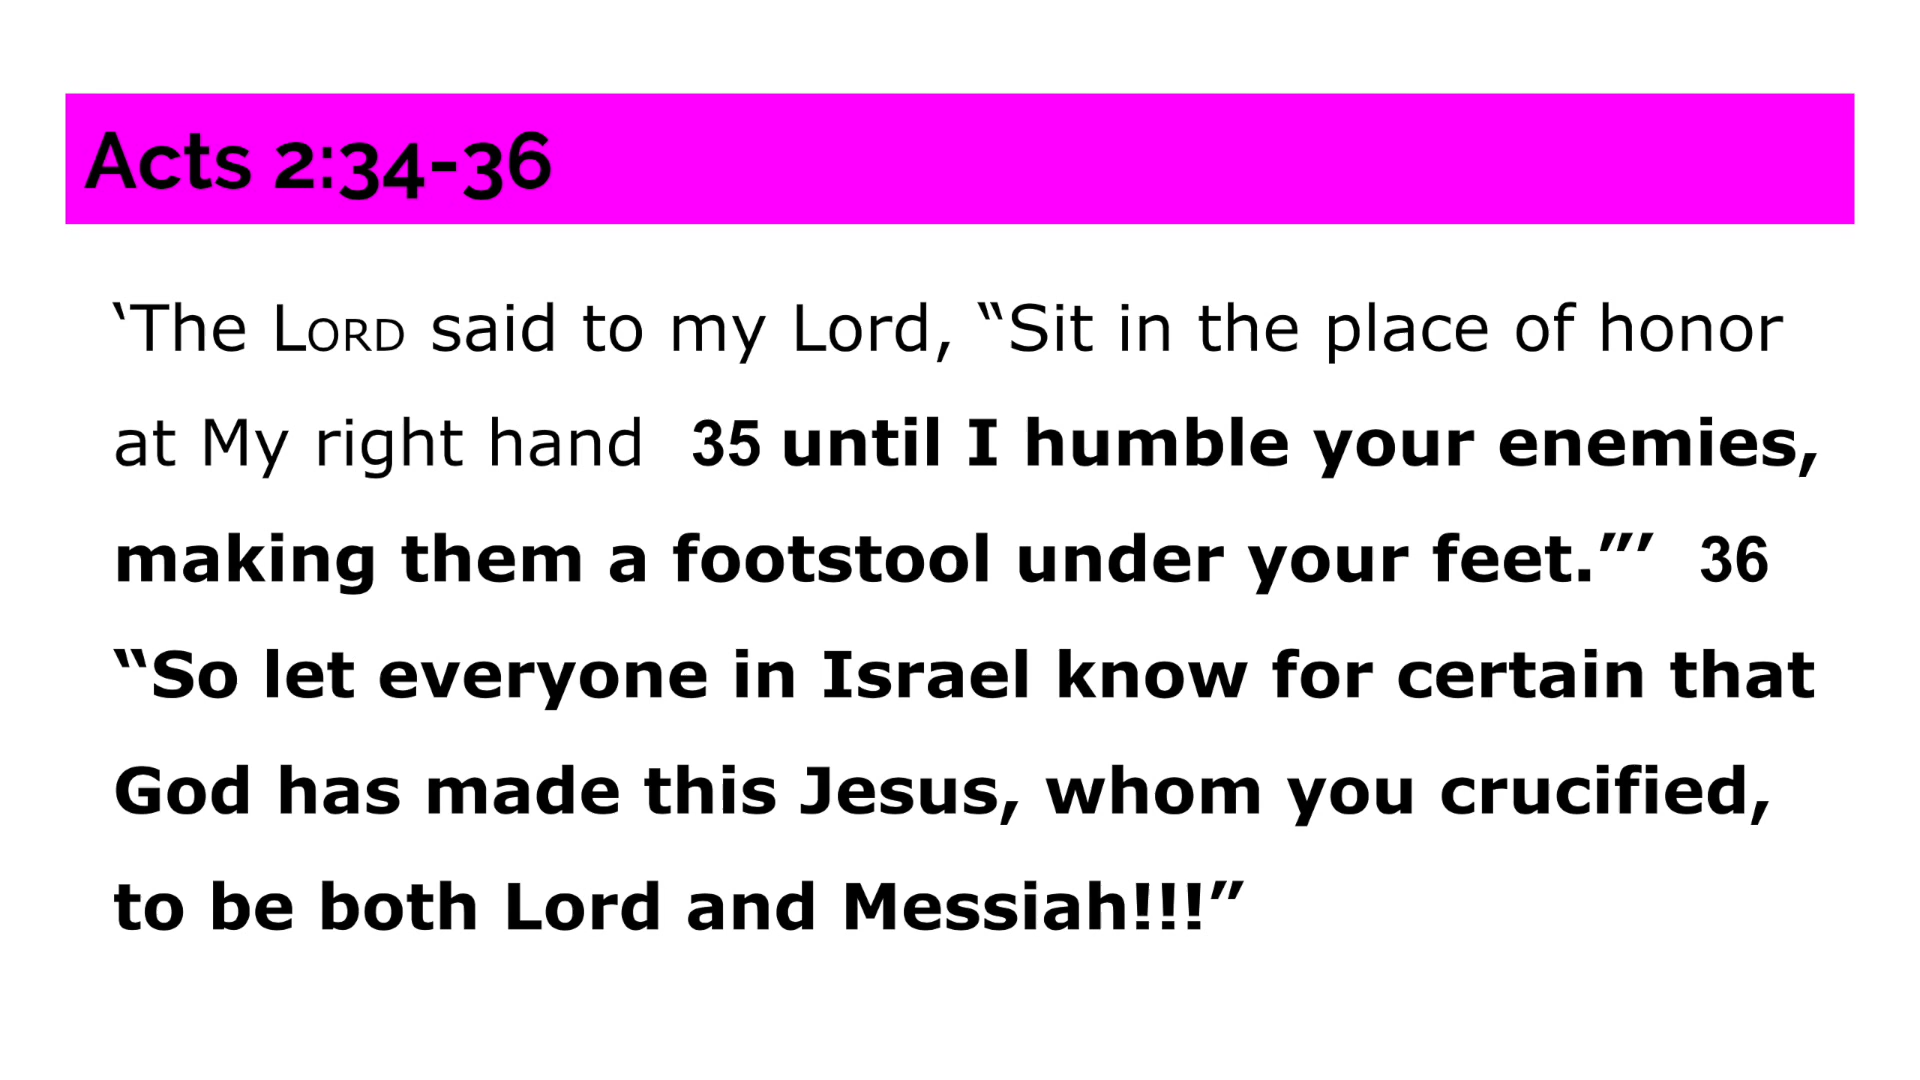 Acts 2:34-36
‘The LORD said to my Lord, “Sit in the place of honor
at My right hand 35 until I humble your enemies,
making them a footstool under your feet.”’ 36
“So let everyone in Israel know for certain that
God has made this Jesus, whom you crucified,
to be both Lord and Messiah!!!”